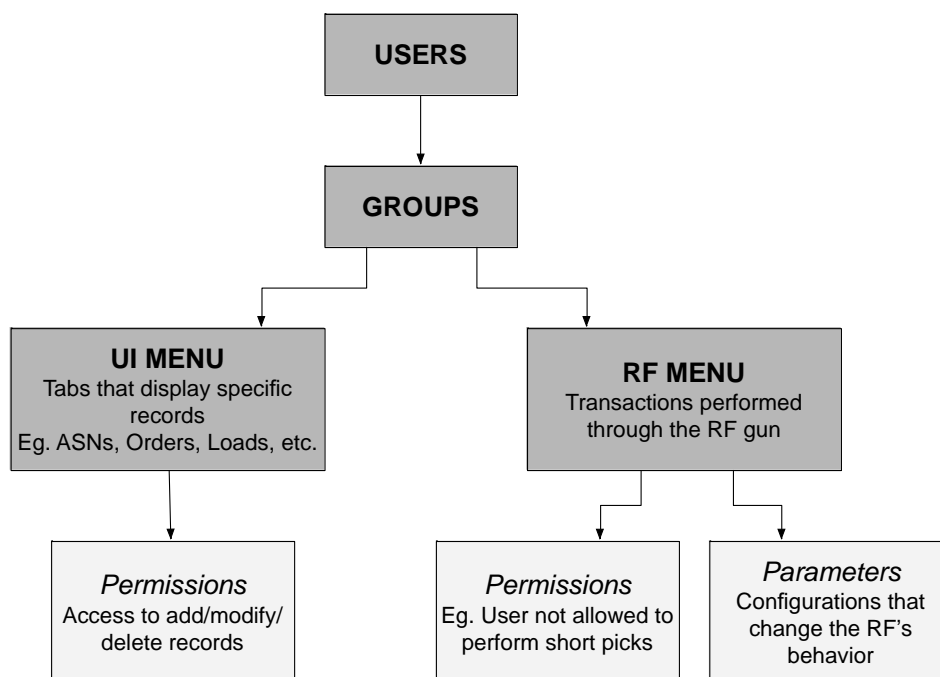 USERS
GROUPS
UI MENU
Tabs that display specific
records
Eg. ASNs, Orders, Loads, etc.
RF MENU
Transactions performed
through the RF gun
Permissions
Access to add/modify/
delete records
Permissions
Eg. User not allowed to
perform short picks
Parameters
Configurations that
change the RF’s
behavior